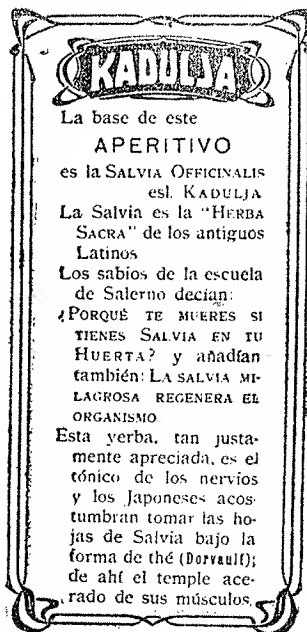 KADULJA
La base de este
APERITIVO
es la SALVIA OFFICINALIS
esl. KADULJA
La Salvia es la "HERBA
SACRA" de los antiguos
Latinos
Los sabios de la escuela
de Salerno decían:
¿PORQUÉ TE MUERES SI
TIENES SALVIA EN TU
HUERTA? y añadían
también: LA SALVIA MI-
LAGROSA REGENERA EL
ORGANISMO
Esta yerba, tan justa-
mente apreciada, es el
tónico de los nervios
y los Japoneses acos-
tumbran tomar las ho-
jas de Salvia bajo la
forma de thé (Dorvault);
de ahí el temple ace-
rado de sus músculos.